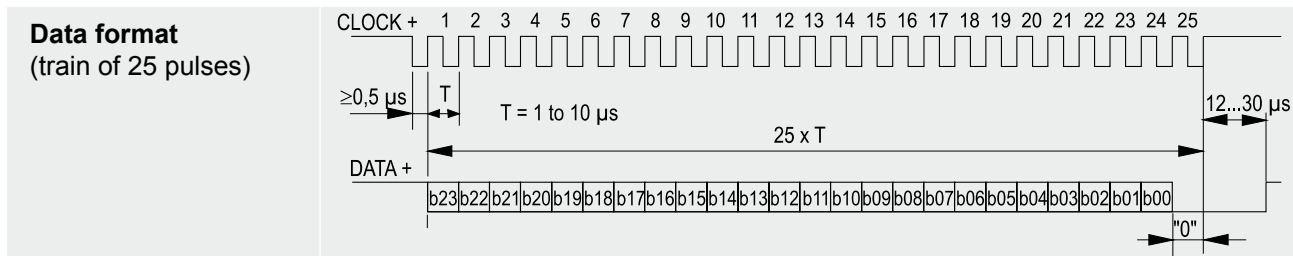 Data format
(train of 25 pulses)
CLOCK + 1 2 3 4 5 6 7 8 9 10 11 12 13 14 15 16 17 18 19 20 21 22 23 24 25
≥0,5 µs T T = 1 to 10 µs 12...30 µs
25 x T
DATA +
b23 b22 b21 b20 b19 b18 b17 b16 b15 b14 b13 b12 b11 b10 b09 b08 b07 b06 b05 b04 b03 b02 b01 b00
"0"